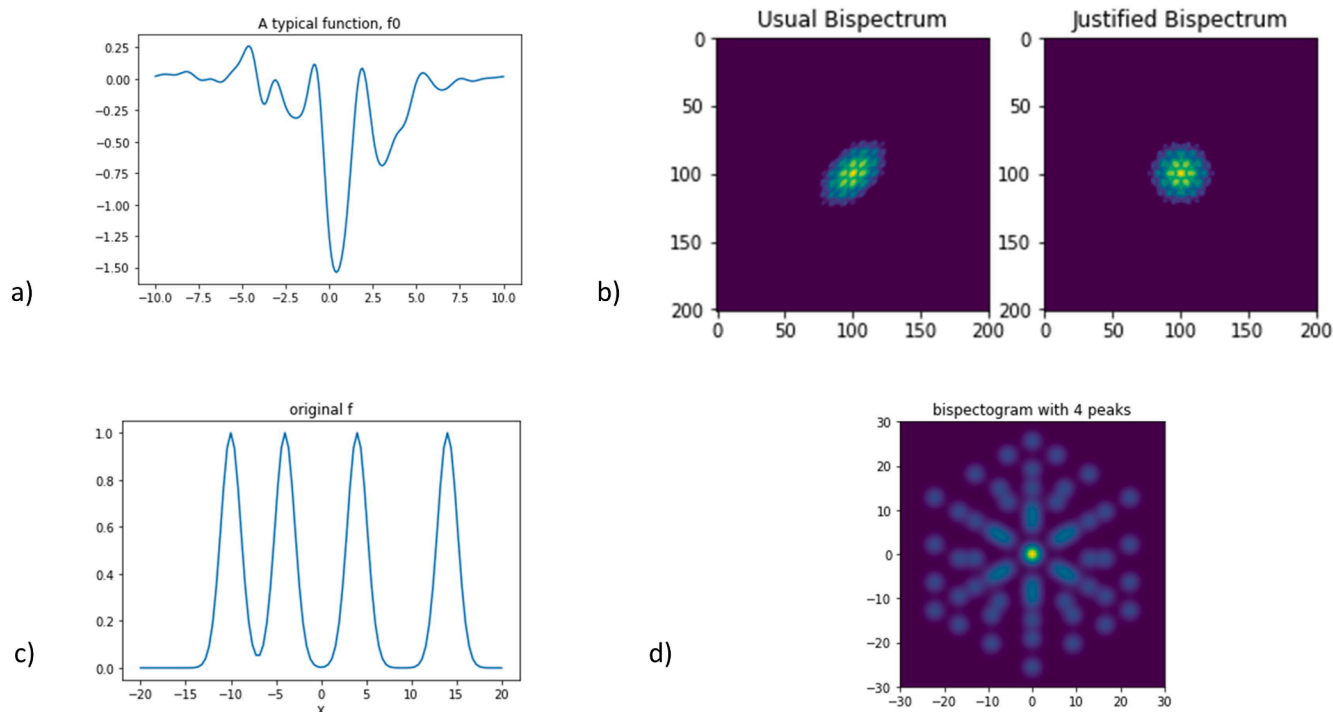 A typical function, f0
0.25
0.00
−0.25
−0.50
−0.75
−1.00
−1.25
−1.50
−10.0 −7.5 −5.0 −2.5 0.0 2.5 5.0 7.5 10.0
a)
Usual Bispectrum
0
50
100
150
200
0 50 100 150 200
Justified Bispectrum
0
50
100
150
200
0 50 100 150 200
b)
original f
1.0
0.8
0.6
0.4
0.2
0.0
−20 −15 −10 −5 0 5 10 15 20
x
c)
bispectogram with 4 peaks
30
20
10
0
−10
−20
−30
−30 −20 −10 0 10 20 30
d)